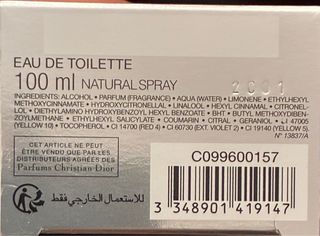 EAU DE TOILETTE
100 ml NATURAL SPRAY
2C01
INGREDIENTS: ALCOHOL • PARFUM (FRAGRANCE) • AQUA (WATER) • LIMONENE • ETHYLHEXYL
METHOXYCINNAMATE • HYDROXYCITRONELLAL • LINALOOL • HEXYL CINNAMAL • CITRONEL-
LOL • DIETHYLAMINO HYDROXYBENZOYL HEXYL BENZOATE • BHT • BUTYL METHOXYDIBEN-
ZOYLMETHANE • ETHYLHEXYL SALICYLATE • COUMARIN • CITRAL • GERANIOL • CI 47005
(YELLOW 10) • TOCOPHEROL • CI 14700 (RED 4) • CI 60730 (EXT. VIOLET 2) • CI 19140 (YELLOW 5).
N° 13837/A
CET ARTICLE NE PEUT
ÊTRE VENDU QUE PAR LES
DISTRIBUTEURS AGRÉÉS DES
Parfums Christian Dior
للاستعمال الخارجي فقط
C099600157
3 348901 419147